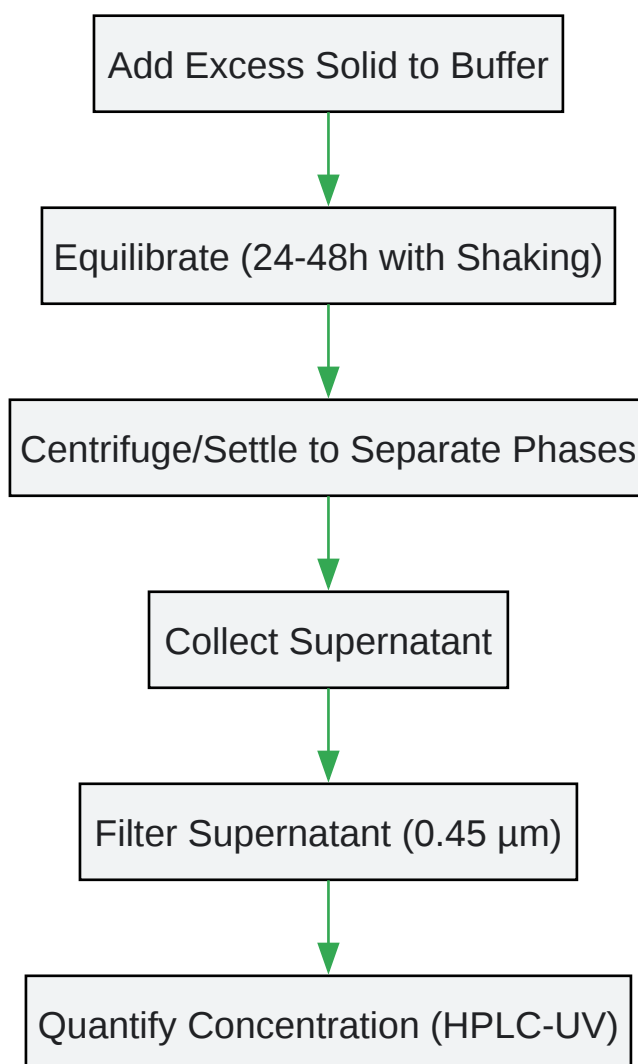 Add Excess Solid to Buffer
Equilibrate (24-48h with Shaking)
Centrifuge/Settle to Separate Phases
Collect Supernatant
Filter Supernatant (0.45 µm)
Quantify Concentration (HPLC-UV)